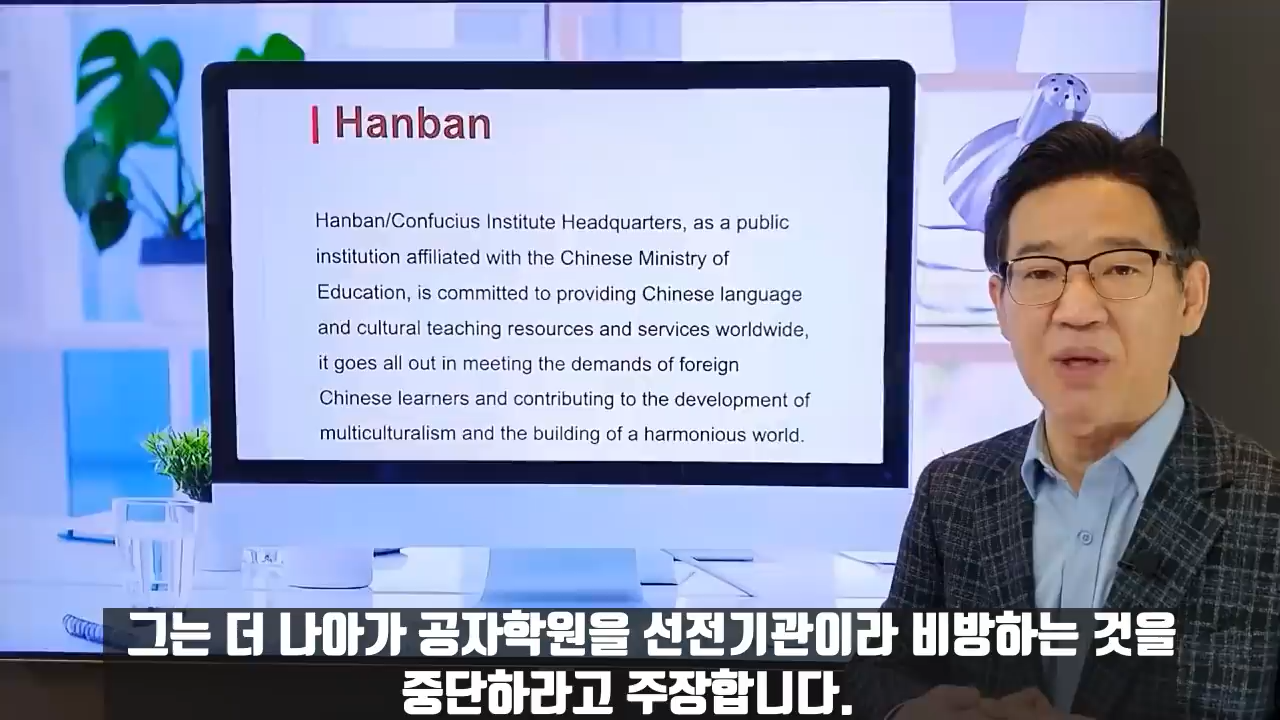 Hanban
Hanban/Confucius Institute Headquarters, as a public
institution affiliated with the Chinese Ministry of
Education, is committed to providing Chinese language
and cultural teaching resources and services worldwide,
it goes all out in meeting the demands of foreign
Chinese learners and contributing to the development of
multiculturalism and the building of a harmonious world.
그는 더 나아가 공자학원을 선전기관이라 비방하는 것을
중단하라고 주장합니다.